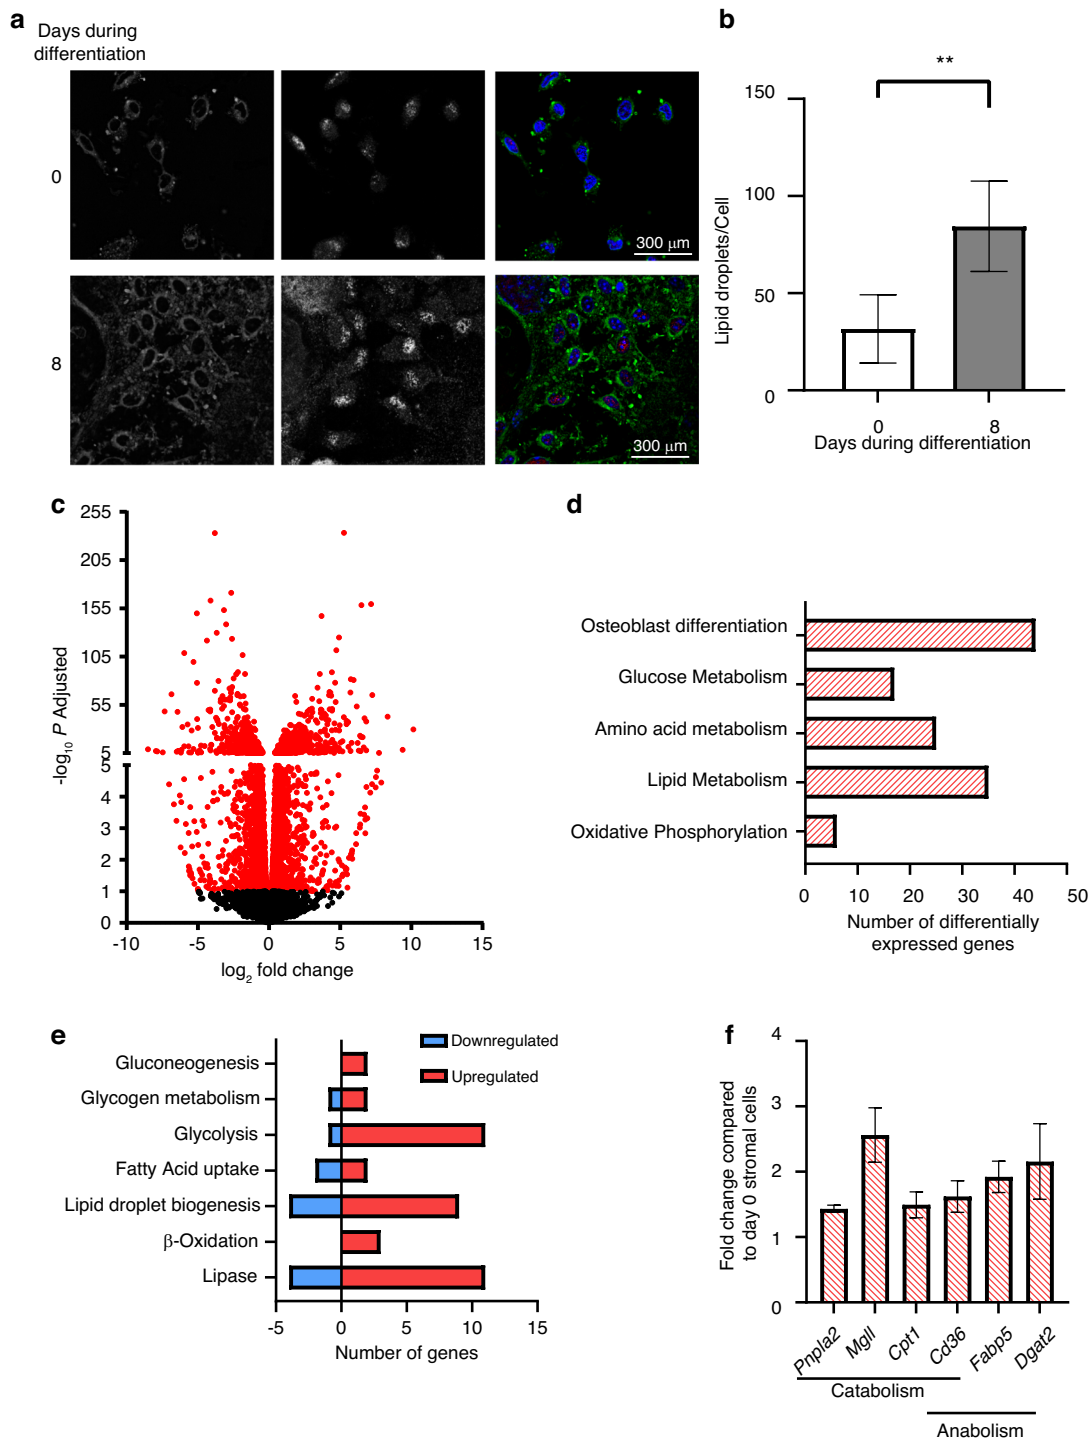 a
Days during
differentiation
0
300 µm
8
300 µm
b
**
150
100
50
0
Lipid droplets/Cell
0 8
Days during differentiation
c
255
205
155
105
55
5
5
4
3
2
1
0
-log10 P Adjusted
-10 -5 0 5 10 15
log2 fold change
d
Osteoblast differentiation
Glucose Metabolism
Amino acid metabolism
Lipid Metabolism
Oxidative Phosphorylation
0 10 20 30 40 50
Number of differentially
expressed genes
e
Downregulated
Upregulated
Gluconeogenesis
Glycogen metabolism
Glycolysis
Fatty Acid uptake
Lipid droplet biogenesis
β-Oxidation
Lipase
-5 0 5 10 15
Number of genes
f
4
3
2
1
0
Fold change compared
to day 0 stromal cells
Pnpla2 Mgll Cpt1 Cd36 Fabp5 Dgat2
Catabolism
Anabolism